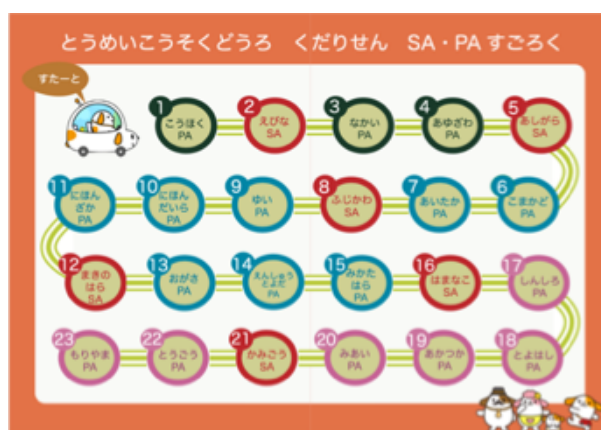 とうめいこうそくどうろ くだりせん SA・PAすごろく
すたーと
1
こうほく
PA
2
えびな
SA
3
なかい
PA
4
あゆざわ
PA
5
あしがら
SA
6
こまかど
PA
7
あいたか
PA
8
ふじかわ
SA
9
ゆい
PA
10
にほん
だいら
PA
11
にほん
ざか
PA
12
まきの
はら
SA
13
おがさ
PA
14
えんしゅう
とよだ
PA
15
みかた
はら
PA
16
はまなこ
SA
17
しんしろ
PA
18
とよはし
PA
19
あかつか
PA
20
みあい
PA
21
かみごう
SA
22
とうごう
PA
23
もりやま
PA